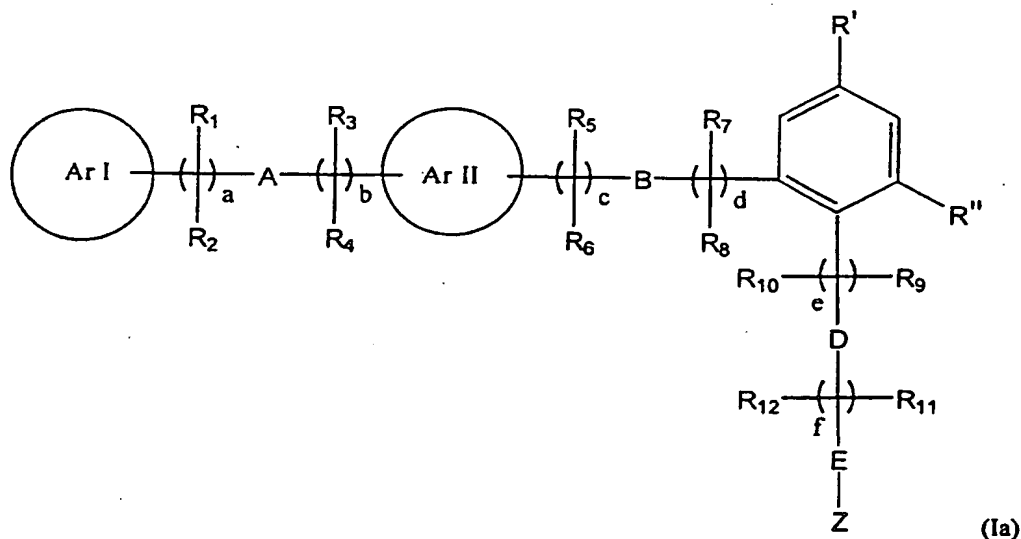 R'
R1 R3 R5 R7
Ar I ( ) a A ( ) b Ar II ( ) c B ( ) d
R2 R4 R6 R8 R''
R10 ( ) e R9
D
R12 ( ) f R11
E
Z
(Ia)